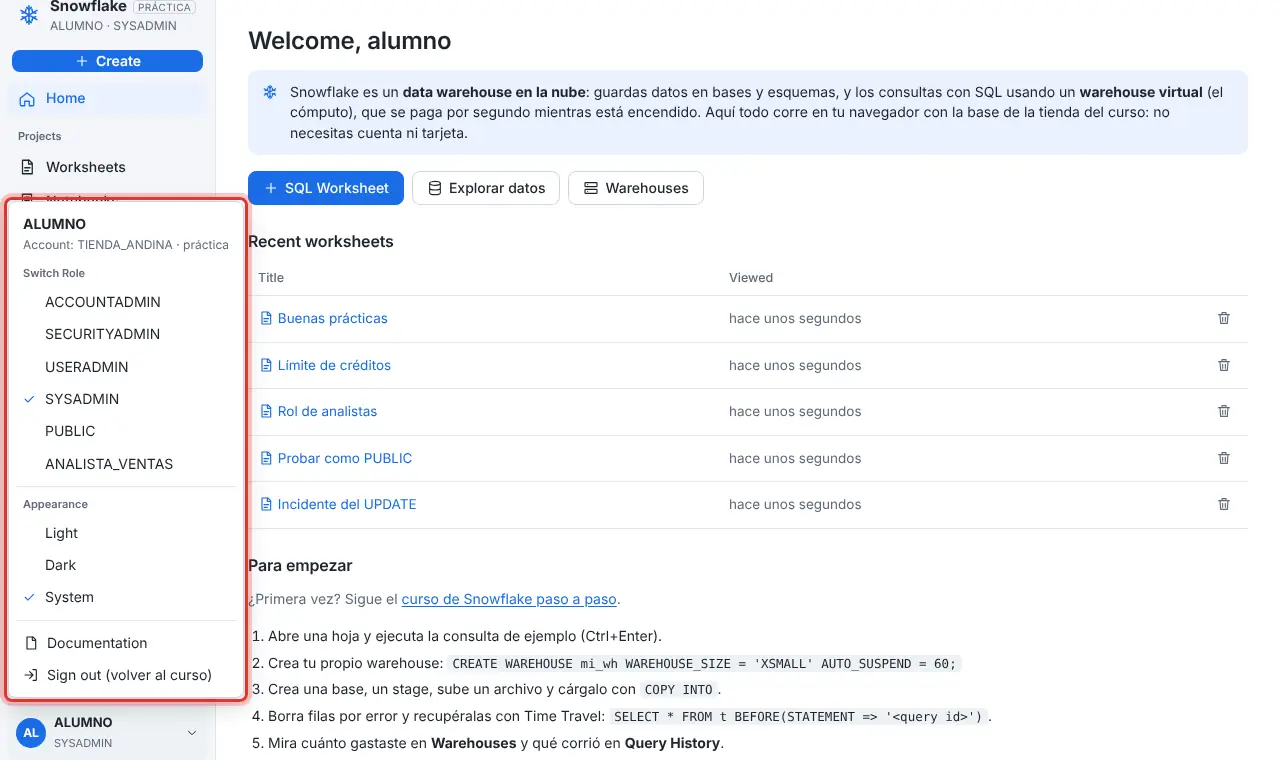 Snowflake PRÁCTICA
ALUMNO · SYSADMIN
Create
Home
Projects
Worksheets
ALUMNO
Account: TIENDA_ANDINA · práctica
Switch Role
ACCOUNTADMIN
SECURITYADMIN
USERADMIN
SYSADMIN
PUBLIC
ANALISTA_VENTAS
Appearance
Light
Dark
System
Documentation
Sign out (volver al curso)
AL
ALUMNO
SYSADMIN
Welcome, alumno
Snowflake es un data warehouse en la nube: guardas datos en bases y esquemas, y los consultas con SQL usando un warehouse virtual (el
cómputo), que se paga por segundo mientras está encendido. Aquí todo corre en tu navegador con la base de la tienda del curso: no
necesitas cuenta ni tarjeta.
SQL Worksheet
Explorar datos
Warehouses
Recent worksheets
Title Viewed
Buenas prácticas hace unos segundos
Límite de créditos hace unos segundos
Rol de analistas hace unos segundos
Probar como PUBLIC hace unos segundos
Incidente del UPDATE hace unos segundos
Para empezar
¿Primera vez? Sigue el curso de Snowflake paso a paso.
1. Abre una hoja y ejecuta la consulta de ejemplo (Ctrl+Enter).
2. Crea tu propio warehouse: CREATE WAREHOUSE mi_wh WAREHOUSE_SIZE = 'XSMALL' AUTO_SUSPEND = 60;
3. Crea una base, un stage, sube un archivo y cárgalo con COPY INTO.
4. Borra filas por error y recupéralas con Time Travel: SELECT * FROM t BEFORE(STATEMENT => '<query id>').
5. Mira cuánto gastaste en Warehouses y qué corrió en Query History.